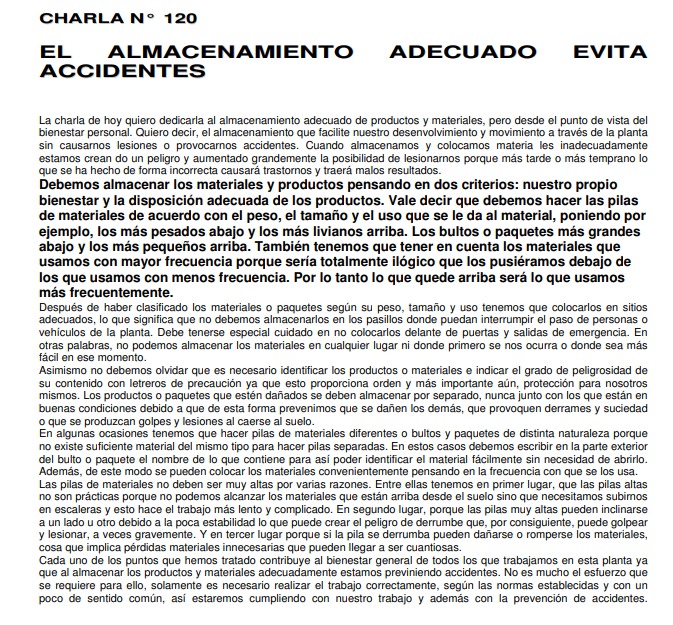 CHARLA N° 120
EL ALMACENAMIENTO ADECUADO EVITA
ACCIDENTES
La charla de hoy quiero dedicarla al almacenamiento adecuado de productos y materiales, pero desde el punto de vista del
bienestar personal. Quiero decir, el almacenamiento que facilite nuestro desenvolvimiento y movimiento a través de la planta
sin causarnos lesiones o provocarnos accidentes. Cuando almacenamos y colocamos materia les inadecuadamente
estamos crean do un peligro y aumentado grandemente la posibilidad de lesionarnos porque más tarde o más temprano lo
que se ha hecho de forma incorrecta causará trastornos y traerá malos resultados.
Debemos almacenar los materiales y productos pensando en dos criterios: nuestro propio
bienestar y la disposición adecuada de los productos. Vale decir que debemos hacer las pilas
de materiales de acuerdo con el peso, el tamaño y el uso que se le da al material, poniendo por
ejemplo, los más pesados abajo y los más livianos arriba. Los bultos o paquetes más grandes
abajo y los más pequeños arriba. También tenemos que tener en cuenta los materiales que
usamos con mayor frecuencia porque sería totalmente ilógico que los pusiéramos debajo de
los que usamos con menos frecuencia. Por lo tanto lo que quede arriba será lo que usamos
más frecuentemente.
Después de haber clasificado los materiales o paquetes según su peso, tamaño y uso tenemos que colocarlos en sitios
adecuados, lo que significa que no debemos almacenarlos en los pasillos donde puedan interrumpir el paso de personas o
vehículos de la planta. Debe tenerse especial cuidado en no colocarlos delante de puertas y salidas de emergencia. En
otras palabras, no podemos almacenar los materiales en cualquier lugar ni donde primero se nos ocurra o donde sea más
fácil en ese momento.
Asimismo no debemos olvidar que es necesario identificar los productos o materiales e indicar el grado de peligrosidad de
su contenido con letreros de precaución ya que esto proporciona orden y más importante aún, protección para nosotros
mismos. Los productos o paquetes que estén dañados se deben almacenar por separado, nunca junto con los que están en
buenas condiciones debido a que de esta forma prevenimos que se dañen los demás, que provoquen derrames y suciedad
o que se produzcan golpes y lesiones al caerse al suelo.
En algunas ocasiones tenemos que hacer pilas de materiales diferentes o bultos y paquetes de distinta naturaleza porque
no existe suficiente material del mismo tipo para hacer pilas separadas. En estos casos debemos escribir en la parte exterior
del bulto o paquete el nombre de lo que contiene para así poder identificar el material fácilmente sin necesidad de abrirlo.
Además, de este modo se pueden colocar los materiales convenientemente pensando en la frecuencia con que se los usa.
Las pilas de materiales no deben ser muy altas por varias razones. Entre ellas tenemos en primer lugar, que las pilas altas
no son prácticas porque no podemos alcanzar los materiales que están arriba desde el suelo sino que necesitamos subirnos
en escaleras y esto hace el trabajo más lento y complicado. En segundo lugar, porque las pilas muy altas pueden inclinarse
a un lado u otro debido a la poca estabilidad lo que puede crear el peligro de derrumbe que, por consiguiente, puede golpear
y lesionar, a veces gravemente. Y en tercer lugar porque si la pila se derrumba pueden dañarse o romperse los materiales,
cosa que implica pérdidas materiales innecesarias que pueden llegar a ser cuantiosas.
Cada uno de los puntos que hemos tratado contribuye al bienestar general de todos los que trabajamos en esta planta ya
que al almacenar los productos y materiales adecuadamente estamos previniendo accidentes. No es mucho el esfuerzo que
se requiere para ello, solamente es necesario realizar el trabajo correctamente, según las normas establecidas y con un
poco de sentido común, así estaremos cumpliendo con nuestro trabajo y además con la prevención de accidentes.